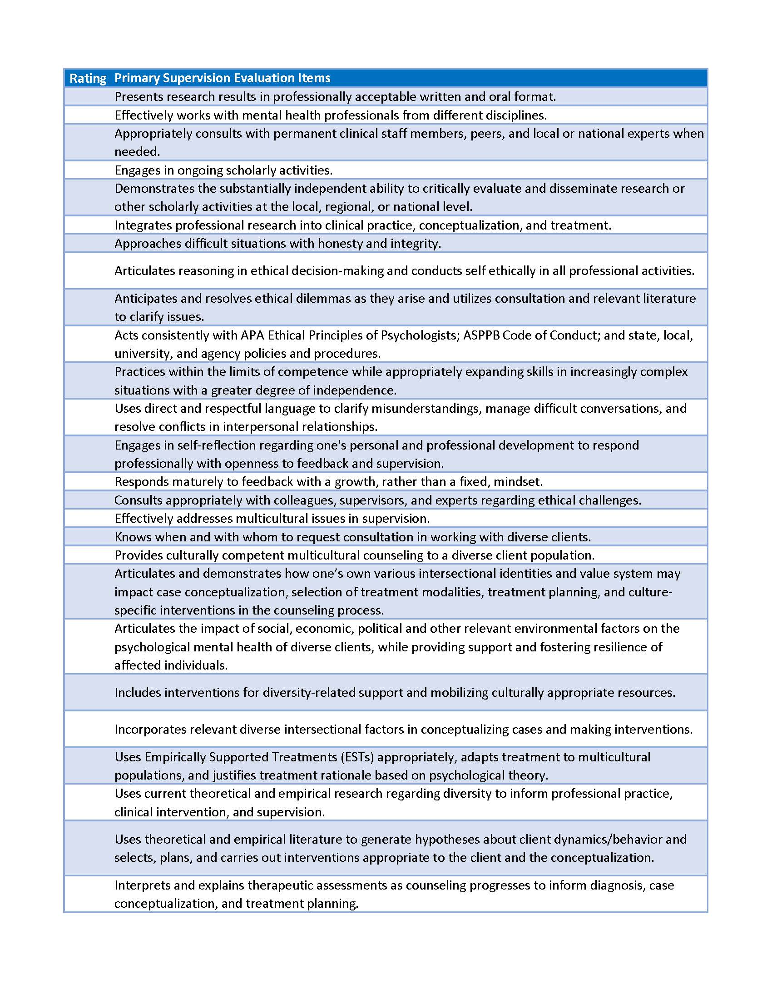 Rating Primary Supervision Evaluation Items
Presents research results in professionally acceptable written and oral format.
Effectively works with mental health professionals from different disciplines.
Appropriately consults with permanent clinical staff members, peers, and local or national experts when
needed.
Engages in ongoing scholarly activities.
Demonstrates the substantially independent ability to critically evaluate and disseminate research or
other scholarly activities at the local, regional, or national level.
Integrates professional research into clinical practice, conceptualization, and treatment.
Approaches difficult situations with honesty and integrity.
Articulates reasoning in ethical decision-making and conducts self ethically in all professional activities.
Anticipates and resolves ethical dilemmas as they arise and utilizes consultation and relevant literature
to clarify issues.
Acts consistently with APA Ethical Principles of Psychologists; ASPPB Code of Conduct; and state, local,
university, and agency policies and procedures.
Practices within the limits of competence while appropriately expanding skills in increasingly complex
situations with a greater degree of independence.
Uses direct and respectful language to clarify misunderstandings, manage difficult conversations, and
resolve conflicts in interpersonal relationships.
Engages in self-reflection regarding one's personal and professional development to respond
professionally with openness to feedback and supervision.
Responds maturely to feedback with a growth, rather than a fixed, mindset.
Consults appropriately with colleagues, supervisors, and experts regarding ethical challenges.
Effectively addresses multicultural issues in supervision.
Knows when and with whom to request consultation in working with diverse clients.
Provides culturally competent multicultural counseling to a diverse client population.
Articulates and demonstrates how one’s own various intersectional identities and value system may
impact case conceptualization, selection of treatment modalities, treatment planning, and culture-
specific interventions in the counseling process.
Articulates the impact of social, economic, political and other relevant environmental factors on the
psychological mental health of diverse clients, while providing support and fostering resilience of
affected individuals.
Includes interventions for diversity-related support and mobilizing culturally appropriate resources.
Incorporates relevant diverse intersectional factors in conceptualizing cases and making interventions.
Uses Empirically Supported Treatments (ESTs) appropriately, adapts treatment to multicultural
populations, and justifies treatment rationale based on psychological theory.
Uses current theoretical and empirical research regarding diversity to inform professional practice,
clinical intervention, and supervision.
Uses theoretical and empirical literature to generate hypotheses about client dynamics/behavior and
selects, plans, and carries out interventions appropriate to the client and the conceptualization.
Interprets and explains therapeutic assessments as counseling progresses to inform diagnosis, case
conceptualization, and treatment planning.